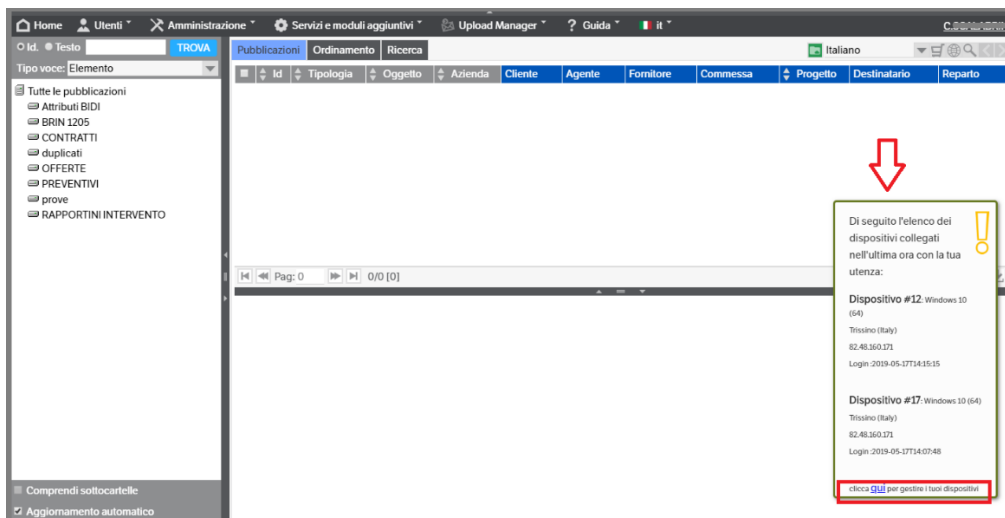 Home Utenti Amministrazione Servizi e moduli aggiuntivi Upload Manager ? Guida it
Id. Testo TROVA
Tipo voce: Elemento
Tutte le pubblicazioni
Attributi BIDI
BRIN 1205
CONTRATTI
duplicati
OFFERTE
PREVENTIVI
prove
RAPPORTINI INTERVENTO
Comprendi sottocartelle
Aggiornamento automatico
Pubblicazioni Ordinamento Ricerca Italiano
Id Tipologia Oggetto Azienda Cliente Agente Fornitore Commessa Progetto Destinatario Reparto
Pag: 0 0/0 [0]
Di seguito l'elenco dei
dispositivi collegati
nell'ultima ora con la tua
utenza:
Dispositivo #12: Windows 10
(64)
Trissino (Italy)
82.48.160.171
Login :2019-05-17T14:15:15
Dispositivo #17: Windows 10 (64)
Trissino (Italy)
82.48.160.171
Login :2019-05-17T14:07:48
clicca qui per gestire i tuoi dispositivi